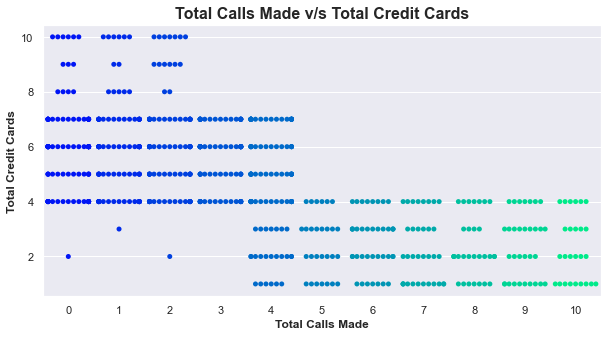 Total Calls Made v/s Total Credit Cards
Total Credit Cards
10
8
6
4
2
0 1 2 3 4 5 6 7 8 9 10
Total Calls Made